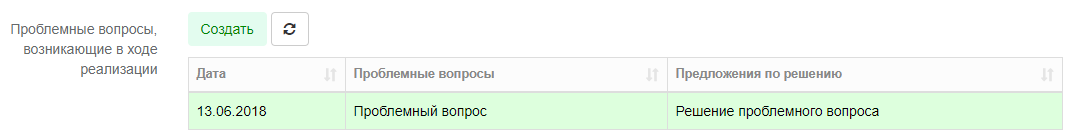 Проблемные вопросы,
возникающие в ходе
реализации
Создать
Дата Проблемные вопросы Предложения по решению
13.06.2018 Проблемный вопрос Решение проблемного вопроса